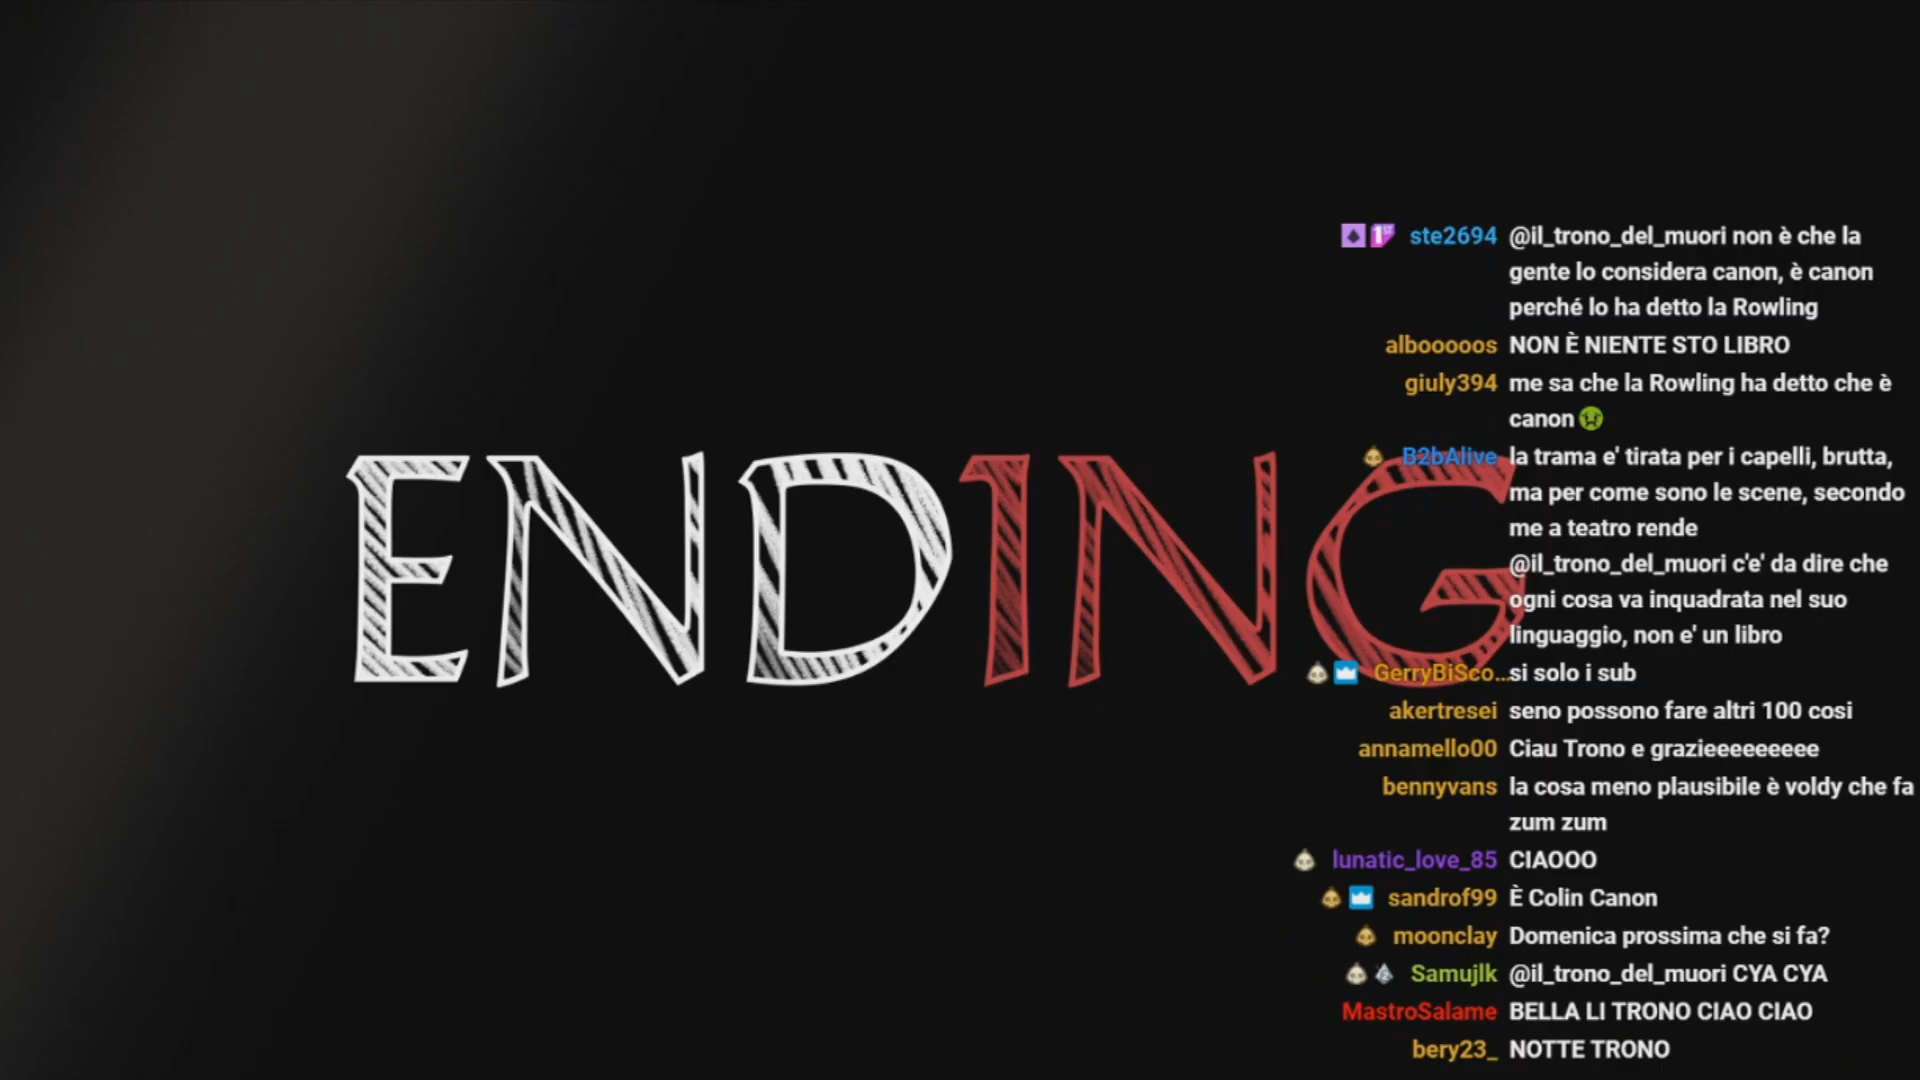 ste2694 @il_trono_del_muori non è che la
gente lo considera canon, è canon
perché lo ha detto la Rowling
albooooos NON È NIENTE STO LIBRO
giuly394 me sa che la Rowling ha detto che è
canon
B2bAlive la trama e' tirata per i capelli, brutta,
ma per come sono le scene, secondo
me a teatro rende
@il_trono_del_muori c'e' da dire che
ogni cosa va inquadrata nel suo
linguaggio, non e' un libro
ENDING
GerryBiSco... si solo i sub
akertresei seno possono fare altri 100 cosi
annamello00 Ciau Trono e grazieeeeeeeee
bennyvans la cosa meno plausibile è voldy che fa
zum zum
lunatic_love_85 CIAOOO
sandrof99 È Colin Canon
moonclay Domenica prossima che si fa?
Samujlk @il_trono_del_muori CYA CYA
MastroSalame BELLA LI TRONO CIAO CIAO
bery23_ NOTTE TRONO